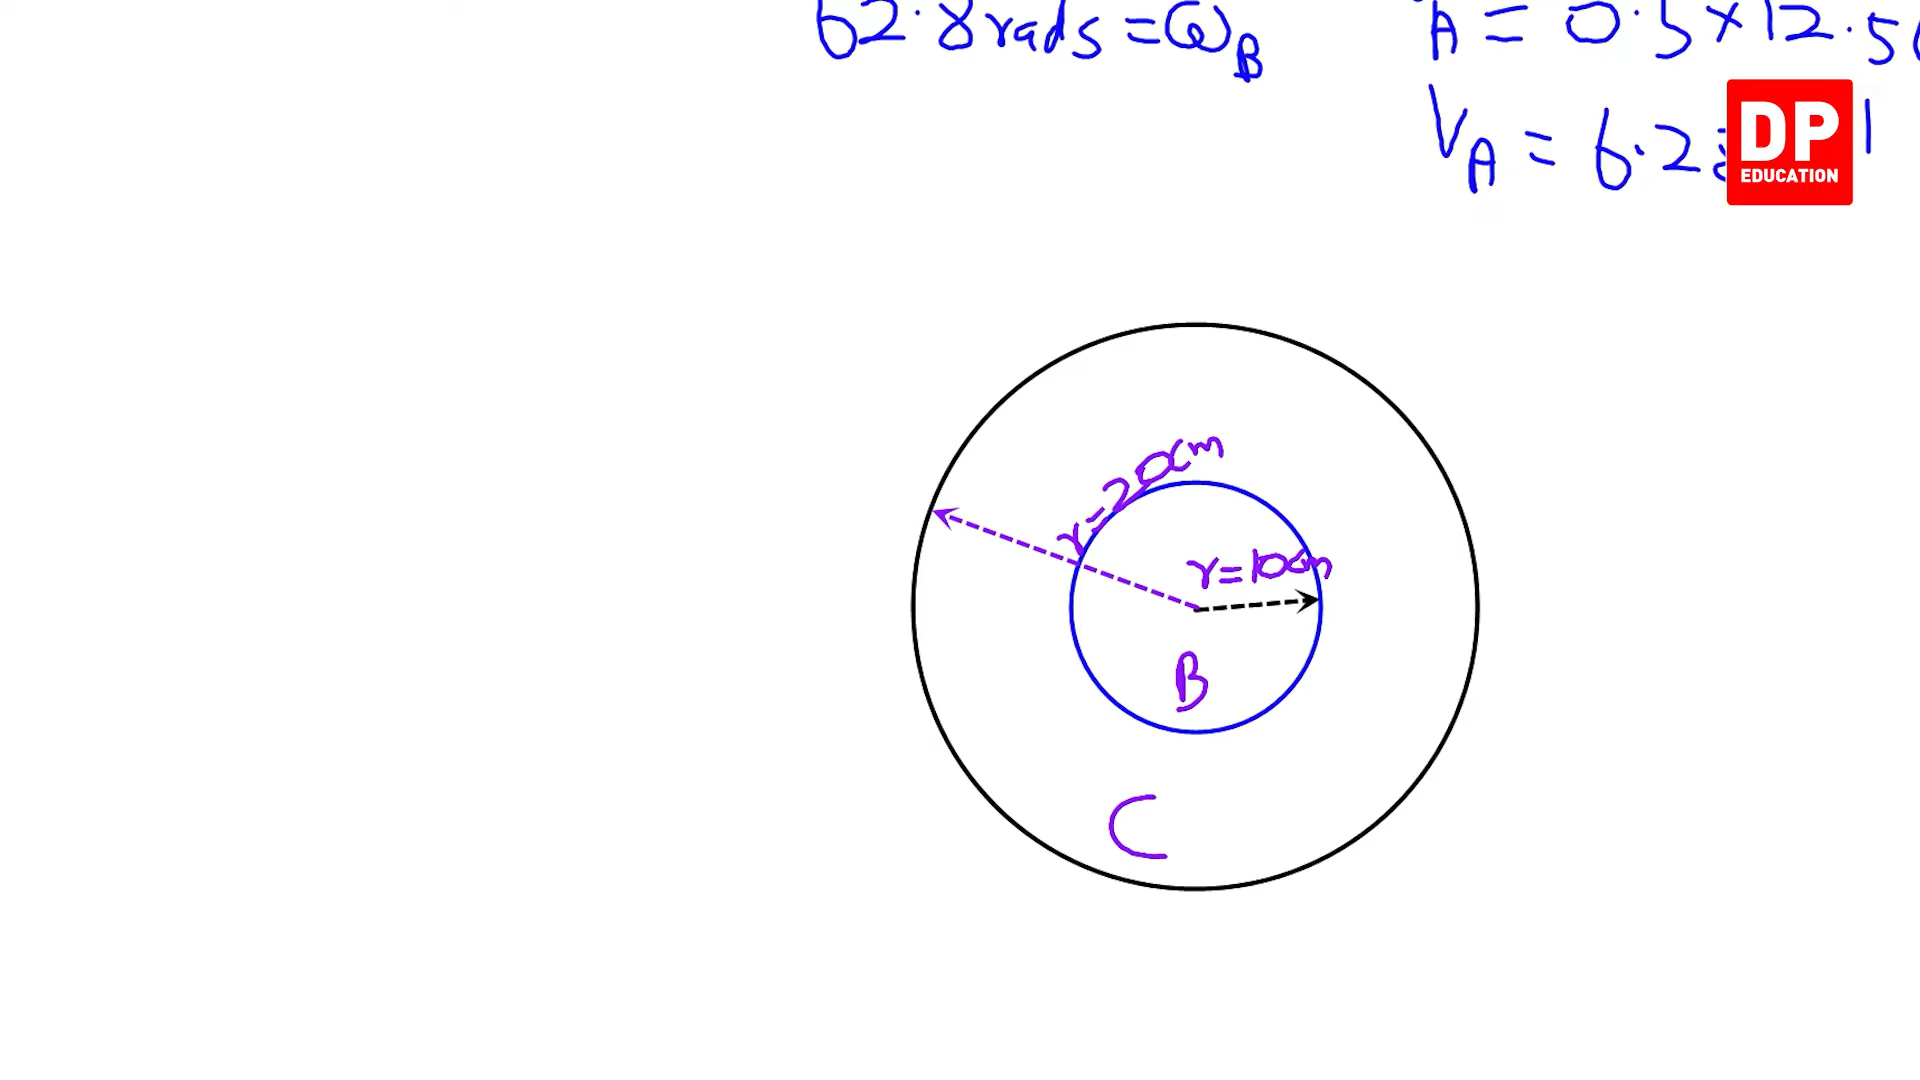 62.8 rads = ω_B
A = 0.5 × 12.5
V_A = 6.2
DP
EDUCATION
r = 20cm
r = 10cm
B
C